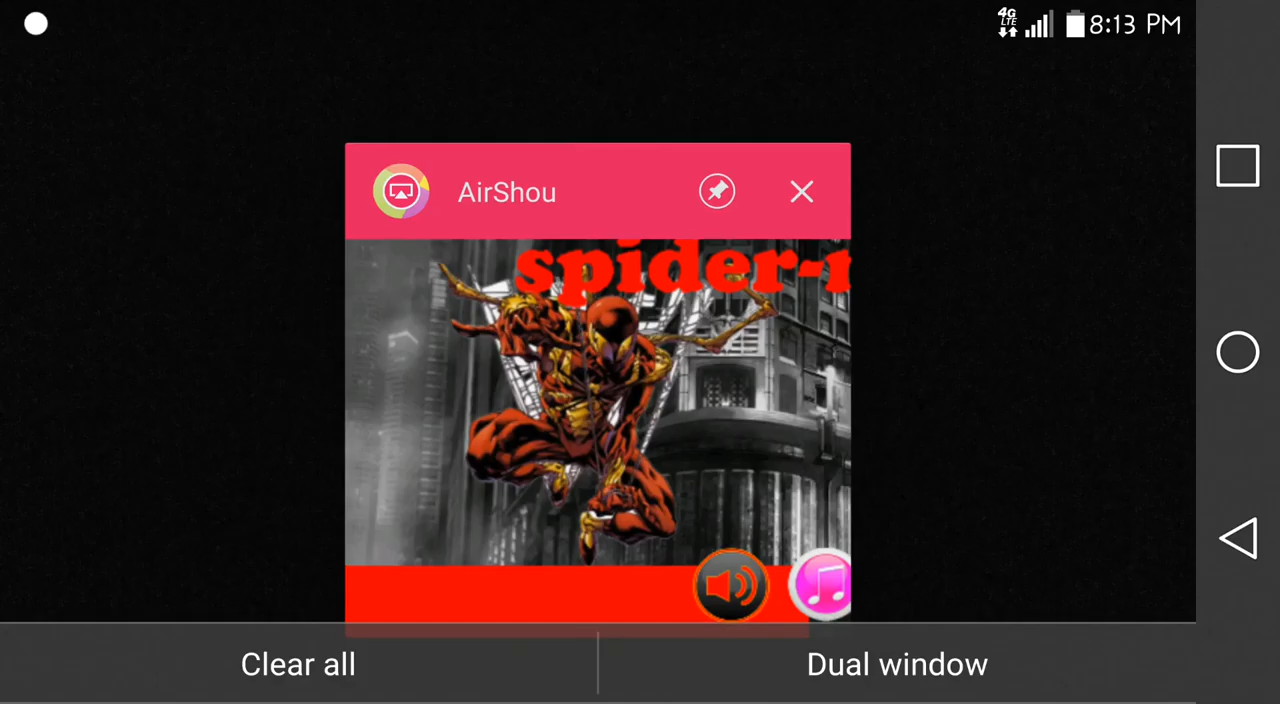 4G
LTE
8:13 PM
AirShou
spider-
Clear all
Dual window